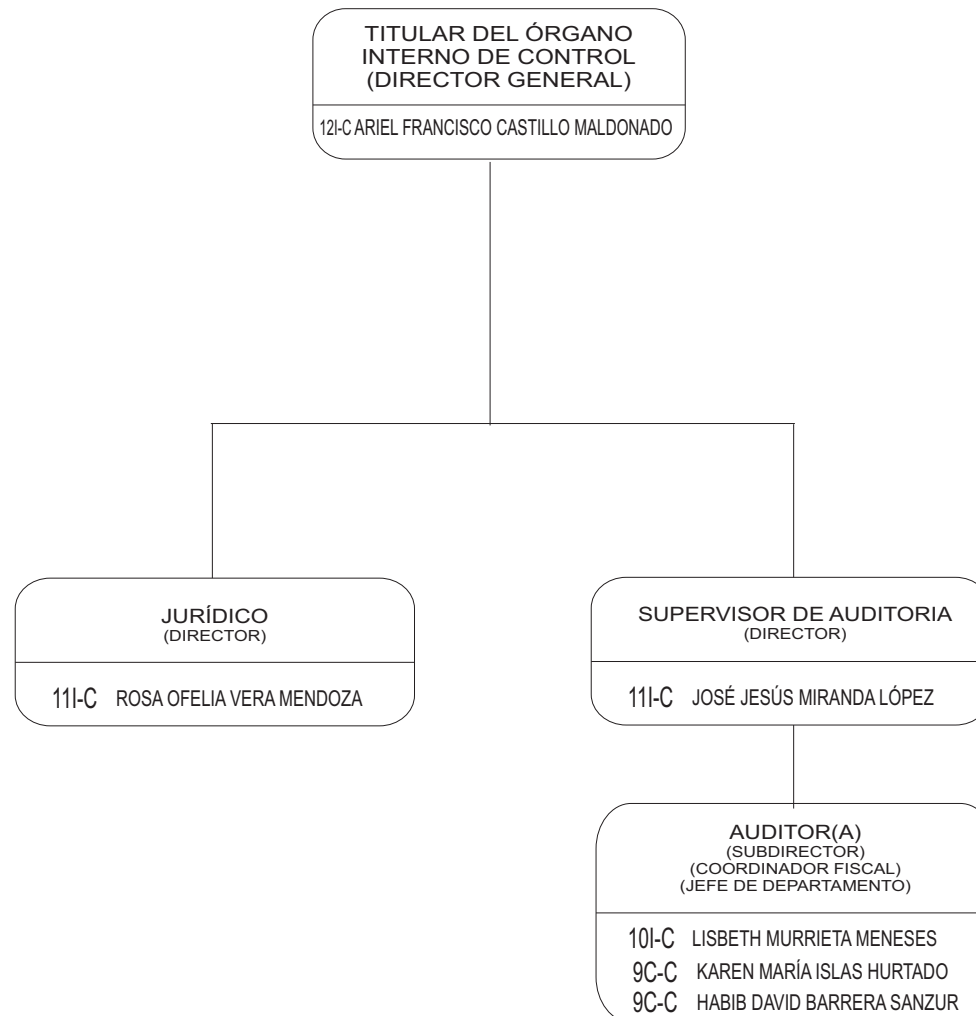 TITULAR DEL ÓRGANO
INTERNO DE CONTROL
(DIRECTOR GENERAL)
12I-C ARIEL FRANCISCO CASTILLO MALDONADO
JURÍDICO
(DIRECTOR)
11I-C ROSA OFELIA VERA MENDOZA
SUPERVISOR DE AUDITORIA
(DIRECTOR)
11I-C JOSÉ JESÚS MIRANDA LÓPEZ
AUDITOR(A)
(SUBDIRECTOR)
(COORDINADOR FISCAL)
(JEFE DE DEPARTAMENTO)
10I-C LISBETH MURRIETA MENESES
9C-C KAREN MARÍA ISLAS HURTADO
9C-C HABIB DAVID BARRERA SANZUR